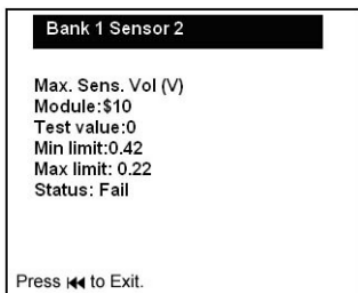 Bank 1 Sensor 2
Max. Sens. Vol (V)
Module:$10
Test value:0
Min limit:0.42
Max limit: 0.22
Status: Fail
Press ⏮ to Exit.